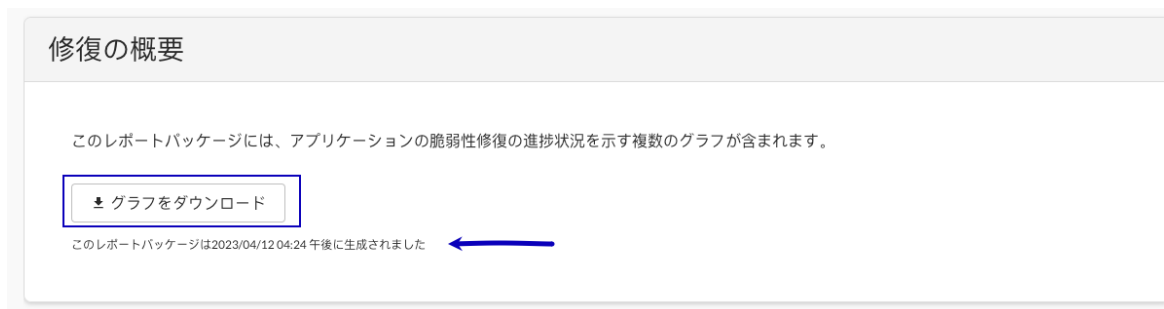 修復の概要
このレポートパッケージには、アプリケーションの脆弱性修復の進捗状況を示す複数のグラフが含まれます。
グラフをダウンロード
このレポートパッケージは2023/04/12 04:24 午後に生成されました